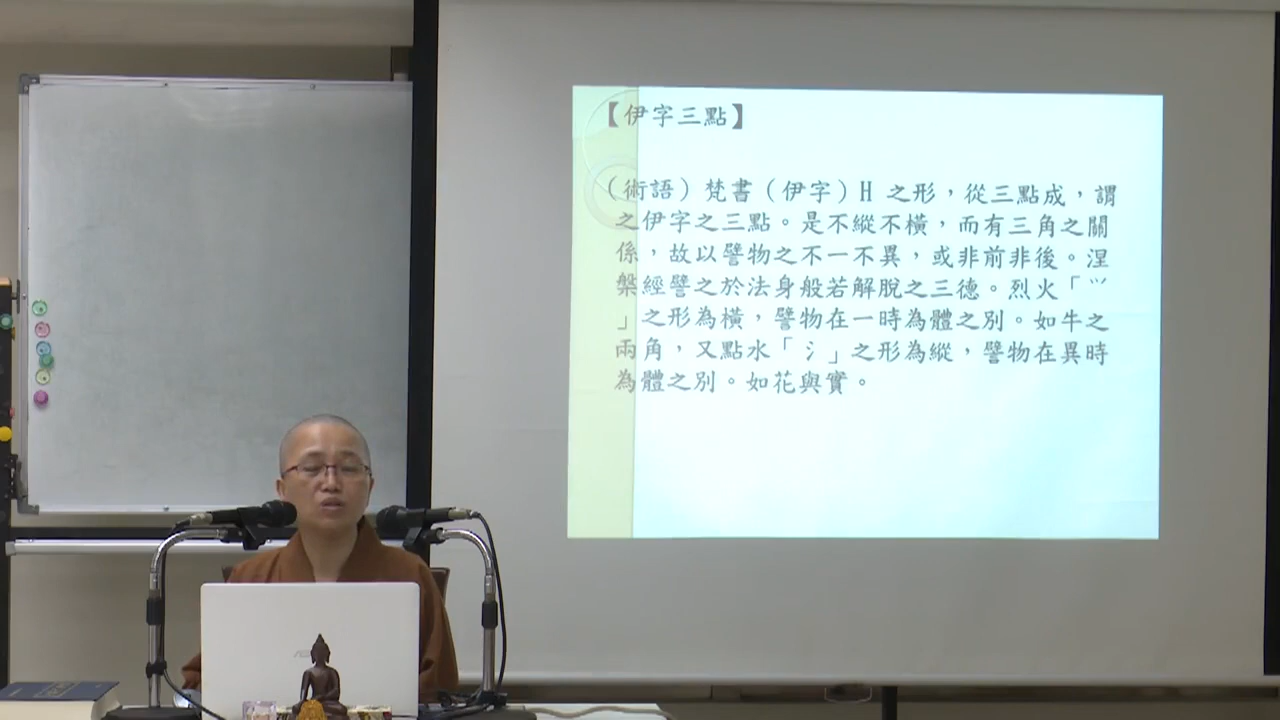 【伊字三點】
（術語）梵書（伊字）H 之形，從三點成，謂
之伊字之三點。是不縱不橫，而有三角之關
係，故以譬物之不一不異，或非前非後。涅
槃經譬之於法身般若解脫之三德。烈火「⺍
」之形為橫，譬物在一時為體之別。如牛之
兩角，又點水「氵」之形為縱，譬物在異時
為體之別。如花與實。